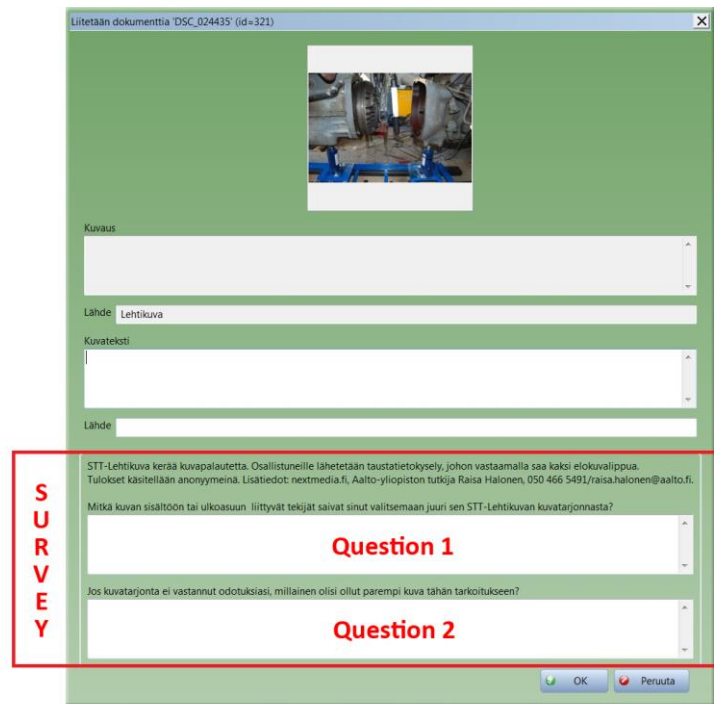 Liitetään dokumenttia 'DSC_024435' (id=321)
Kuvaus
Lähde Lehtikuva
Kuvateksti
Lähde
SURVEY
STT-Lehtikuva kerää kuvapalautetta. Osallistuneille lähetetään taustatietokysely, johon vastaamalla saa kaksi elokuvalippua.
Tulokset käsitellään anonyymeinä. Lisätiedot: nextmedia.fi, Aalto-yliopiston tutkija Raisa Halonen, 050 466 5491/raisa.halonen@aalto.fi.
Mitkä kuvan sisältöön tai ulkoasuun liittyvät tekijät saivat sinut valitsemaan juuri sen STT-Lehtikuvan kuvatarjonnasta?
Question 1
Jos kuvatarjonta ei vastannut odotuksiasi, millainen olisi ollut parempi kuva tähän tarkoitukseen?
Question 2
OK Peruuta